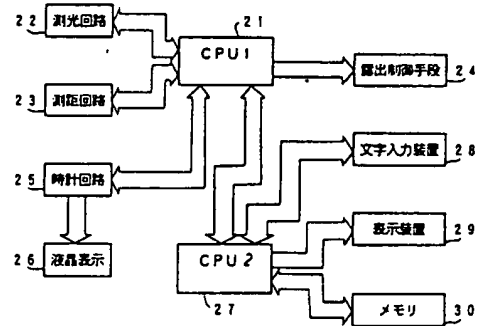 21
22
測光回路
CPU1
23
測距回路
露出制御手段
24
25
時計回路
文字入力装置
28
26
液晶表示
CPU2
27
表示装置
29
メモリ
30